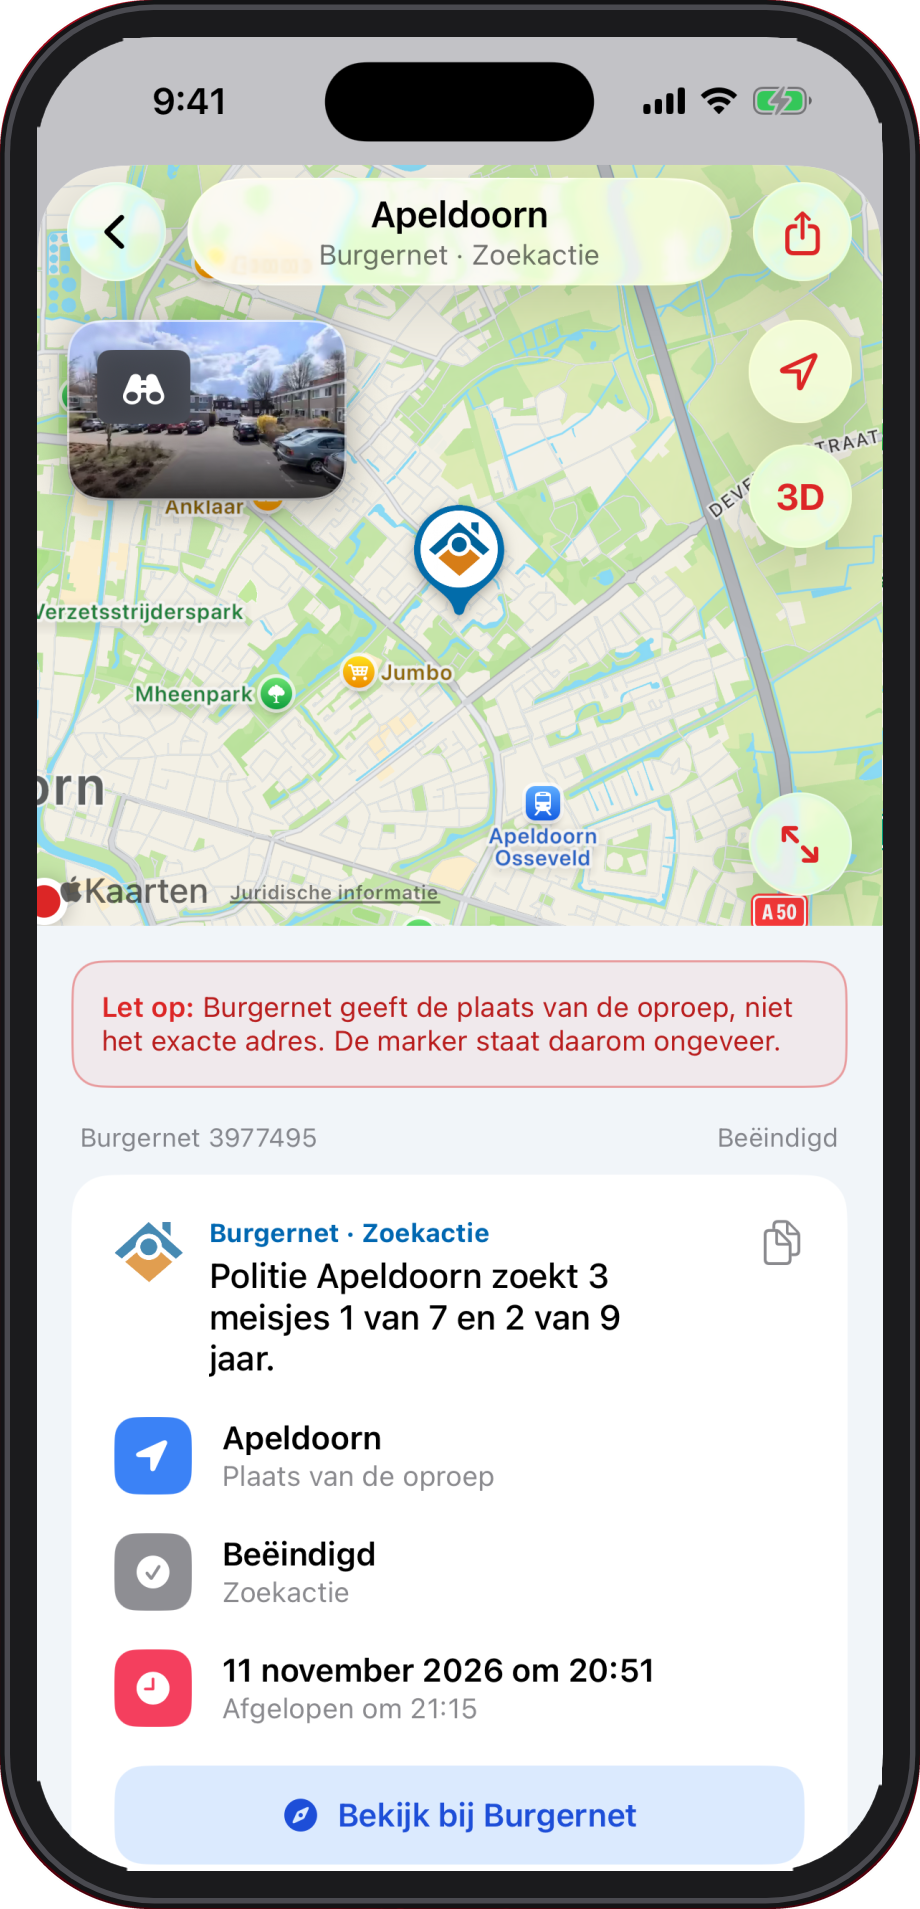 9:41
Apeldoorn
Burgernet · Zoekactie
3D
STRAAT
DEVE
Anklaar
Verzetsstrijderspark
Jumbo
Mheenpark
orn
Apeldoorn
Osseveld
Kaarten
Juridische informatie
A50
Let op: Burgernet geeft de plaats van de oproep, niet
het exacte adres. De marker staat daarom ongeveer.
Burgernet 3977495
Beëindigd
Burgernet · Zoekactie
Politie Apeldoorn zoekt 3
meisjes 1 van 7 en 2 van 9
jaar.
Apeldoorn
Plaats van de oproep
Beëindigd
Zoekactie
11 november 2026 om 20:51
Afgelopen om 21:15
Bekijk bij Burgernet